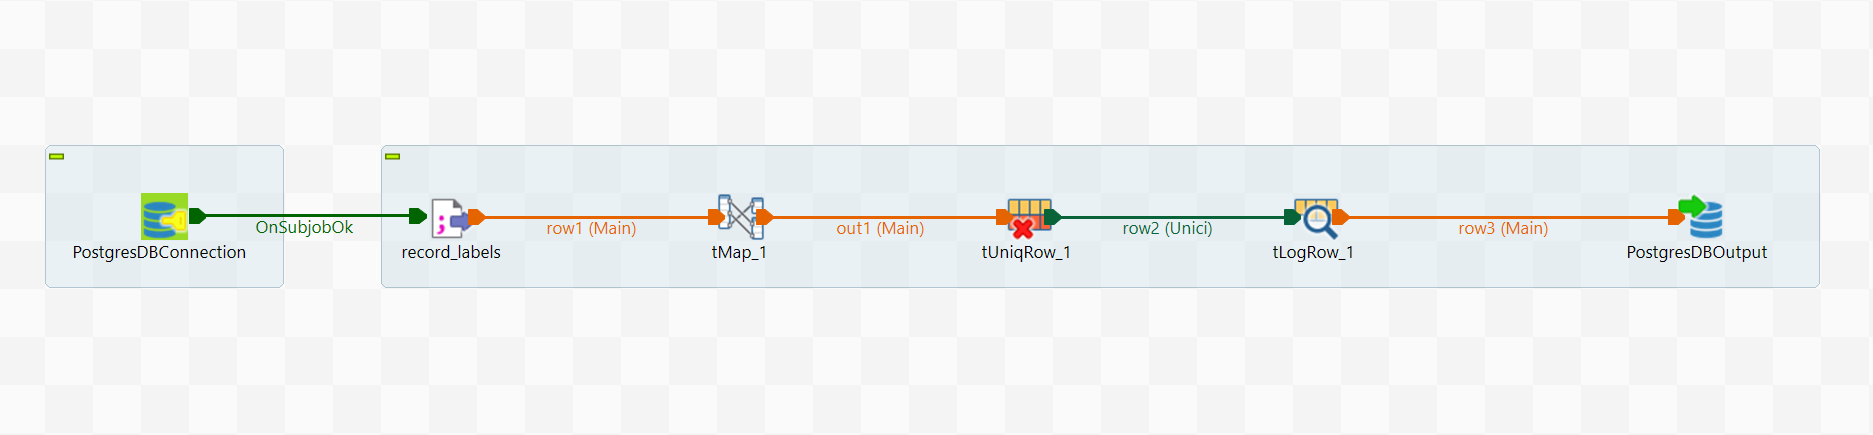 OnSubjobOk
row1 (Main)
out1 (Main)
row2 (Unici)
row3 (Main)
PostgresDBConnection
record_labels
tMap_1
tUniqRow_1
tLogRow_1
PostgresDBOutput